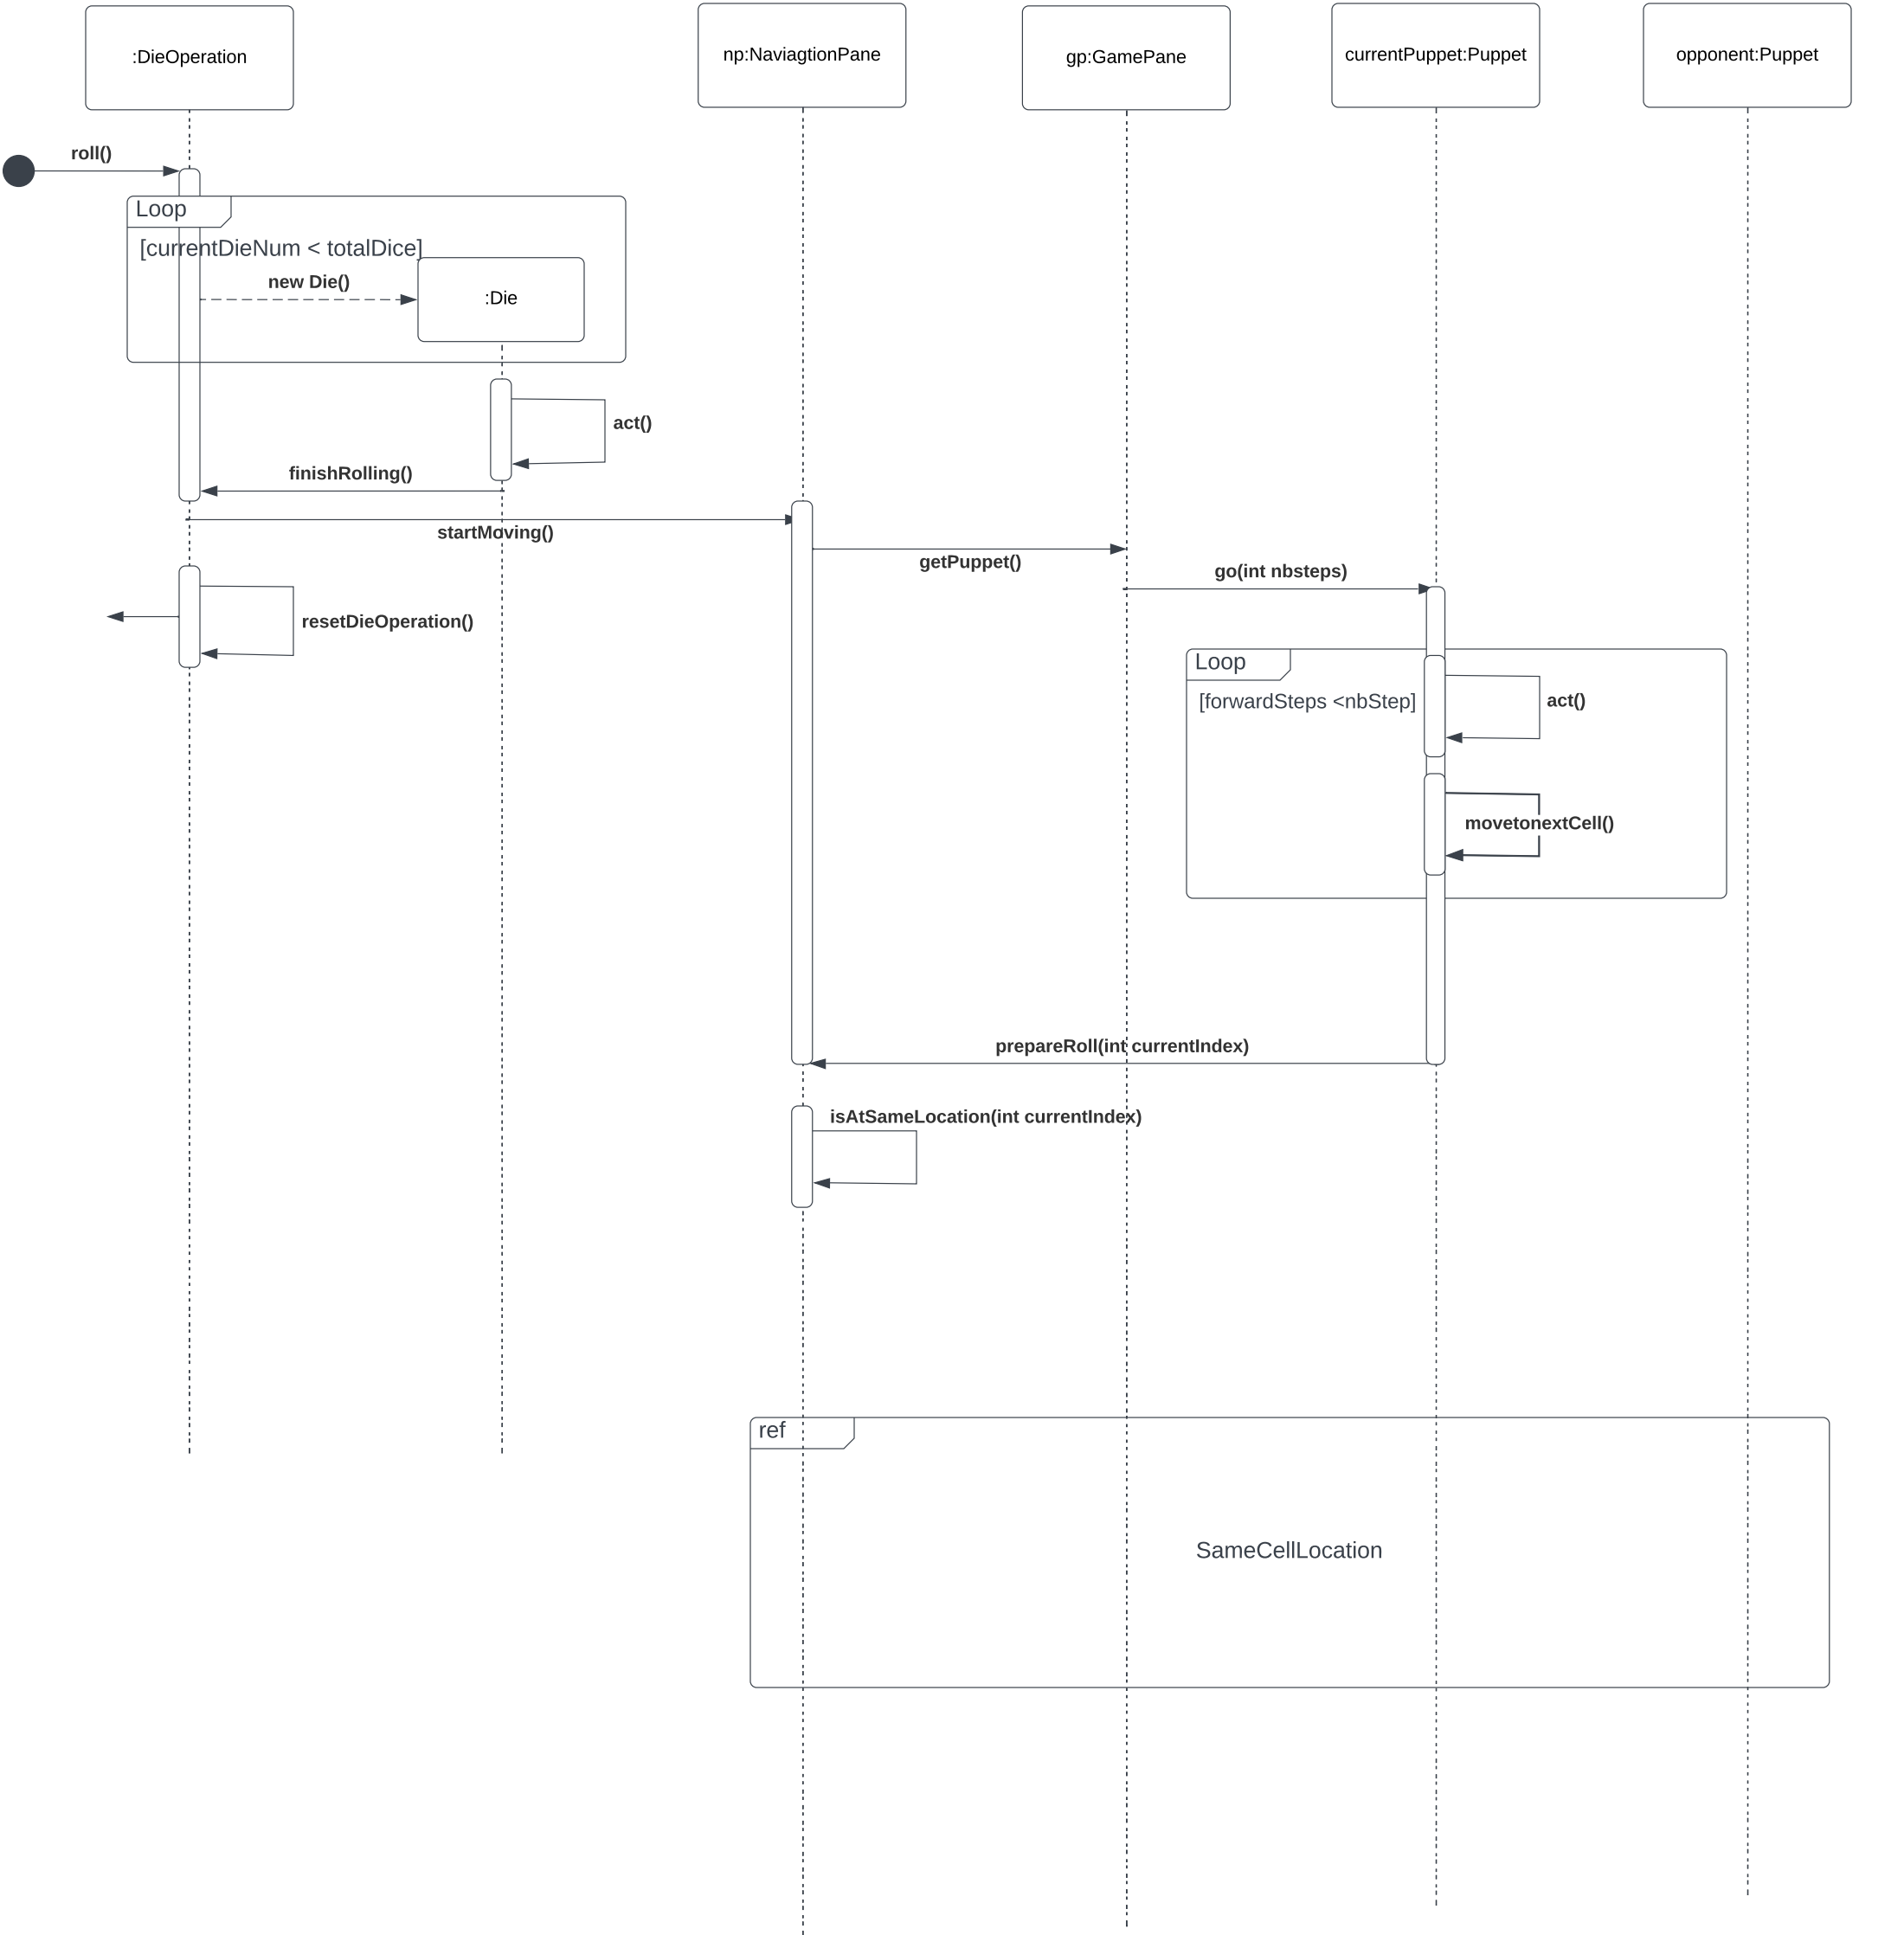 :DieOperation
np:NaviagtionPane
gp:GamePane
currentPuppet:Puppet
opponent:Puppet
roll()
Loop
[currentDieNum < totalDice]
new Die()
:Die
act()
finishRolling()
startMoving()
getPuppet()
go(int nbsteps)
resetDieOperation()
Loop
[forwardSteps <nbStep]
act()
movetonextCell()
prepareRoll(int currentIndex)
isAtSameLocation(int currentIndex)
ref
SameCellLocation